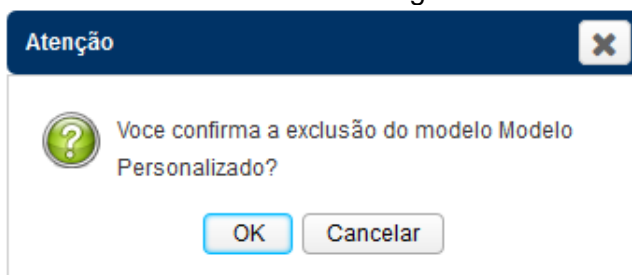 Atenção
Voce confirma a exclusão do modelo Modelo
Personalizado?
OK
Cancelar